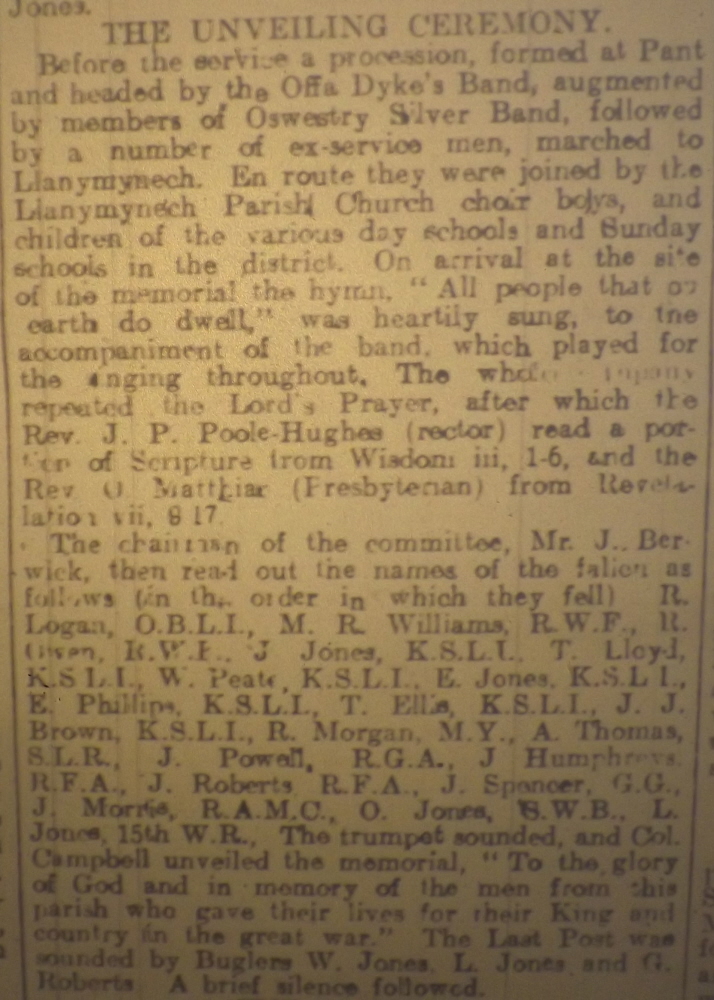 Jones.
THE UNVEILING CEREMONY.
Before the service a procession, formed at Pant
and headed by the Offa Dyke's Band, augmented
by members of Oswestry Silver Band, followed
by a number of ex-service men, marched to
Llanymynech. En route they were joined by the
Llanymynech Parish Church choir boys, and
children of the various day schools and Sunday
schools in the district. On arrival at the site
of the memorial the hymn, "All people that on
earth do dwell," was heartily sung, to the
accompaniment of the band, which played for
the singing throughout. The whole company
repeated the Lord's Prayer, after which the
Rev. J. P. Poole-Hughes (rector) read a por-
tion of Scripture from Wisdom iii, 1-6, and the
Rev. (Presbyterian) from Revela-
lation vii,
The chairman of the committee, Mr. J. Ber-
wick, then read out the names of the fallen as
follows (in the order in which they fell) R.
Logan, O.B.L.I., M. R. Williams, R.W.F., R.
Owen, R.W.F., J Jones, K.S.L.I., T. Lloyd,
K.S.L.I., W. Peate, K.S.L.I., E. Jones, K.S.L.I.,
E. Phillips, K.S.L.I., T. Ellis, K.S.L.I., J. J.
Brown, K.S.L.I., R. Morgan, M.Y., A. Thomas,
S.L.R., J. Powell, R.G.A., J Humphreys,
R.F.A., J. Roberts R.F.A., J. Spencer, G.G.,
J. Morris, R.A.M.C., O. Jones, S.W.B., L.
Jones, 15th W.R., The trumpet sounded, and Col.
Campbell unveiled the memorial, "To the glory
of God and in memory of the men from this
parish who gave their lives for their King and
country in the great war." The Last Post was
sounded by Buglers W. Jones, L. Jones and G.
Roberts A brief silence followed.